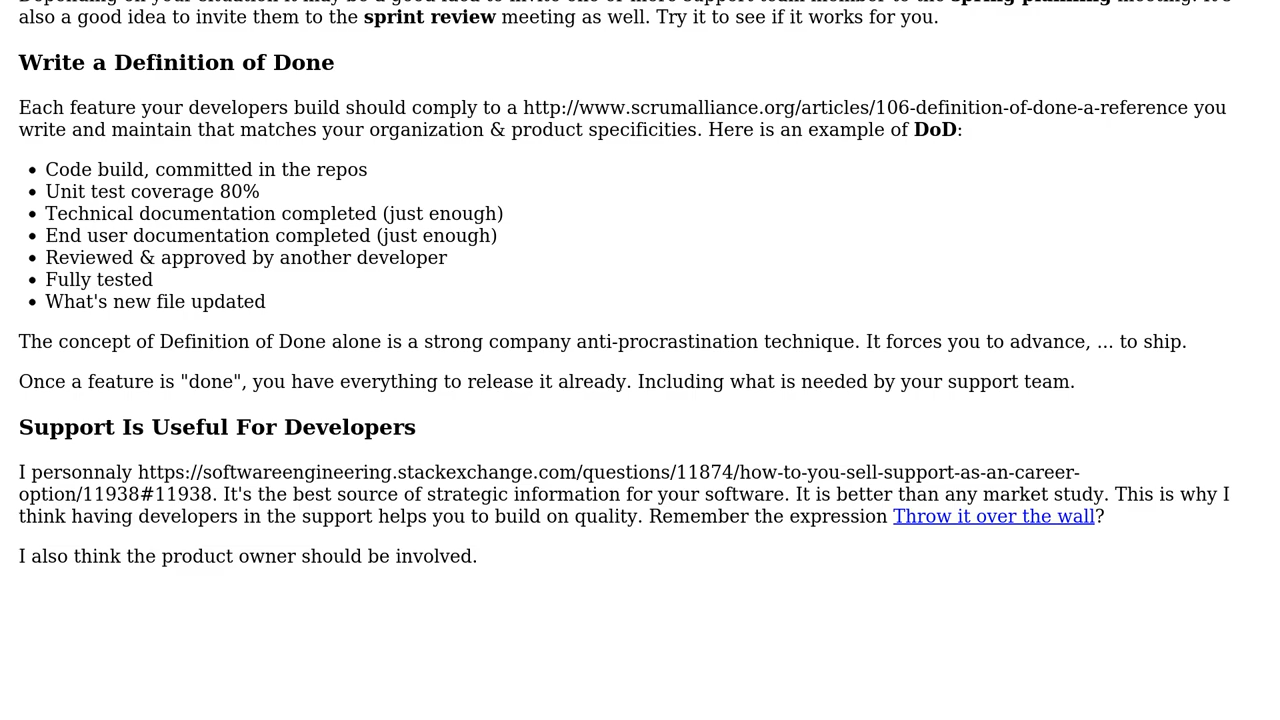 also a good idea to invite them to the sprint review meeting as well. Try it to see if it works for you.
Write a Definition of Done
Each feature your developers build should comply to a http://www.scrumalliance.org/articles/106-definition-of-done-a-reference you
write and maintain that matches your organization & product specificities. Here is an example of DoD:
• Code build, committed in the repos
• Unit test coverage 80%
• Technical documentation completed (just enough)
• End user documentation completed (just enough)
• Reviewed & approved by another developer
• Fully tested
• What's new file updated
The concept of Definition of Done alone is a strong company anti-procrastination technique. It forces you to advance, ... to ship.
Once a feature is "done", you have everything to release it already. Including what is needed by your support team.
Support Is Useful For Developers
I personnaly https://softwareengineering.stackexchange.com/questions/11874/how-to-you-sell-support-as-an-career-
option/11938#11938. It's the best source of strategic information for your software. It is better than any market study. This is why I
think having developers in the support helps you to build on quality. Remember the expression Throw it over the wall?
I also think the product owner should be involved.